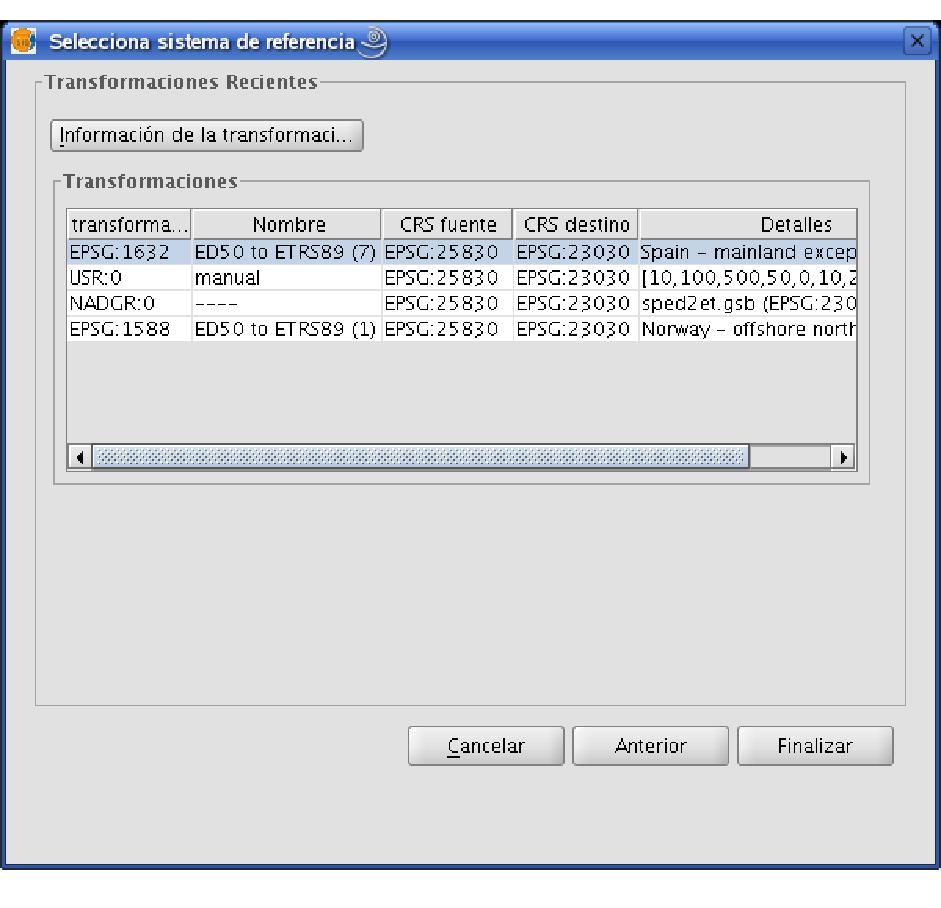 Selecciona sistema de referencia
Transformaciones Recientes
Información de la transformaci...
Transformaciones
transforma... Nombre CRS fuente CRS destino Detalles
EPSG:1632 ED50 to ETRS89 (7) EPSG:25830 EPSG:23030 Spain – mainland excep
USR:0 manual EPSG:25830 EPSG:23030 [10,100,500,50,0,10,2
NADGR:0 ---- EPSG:25830 EPSG:23030 sped2et.gsb (EPSG:230
EPSG:1588 ED50 to ETRS89 (1) EPSG:25830 EPSG:23030 Norway – offshore north
Cancelar Anterior Finalizar